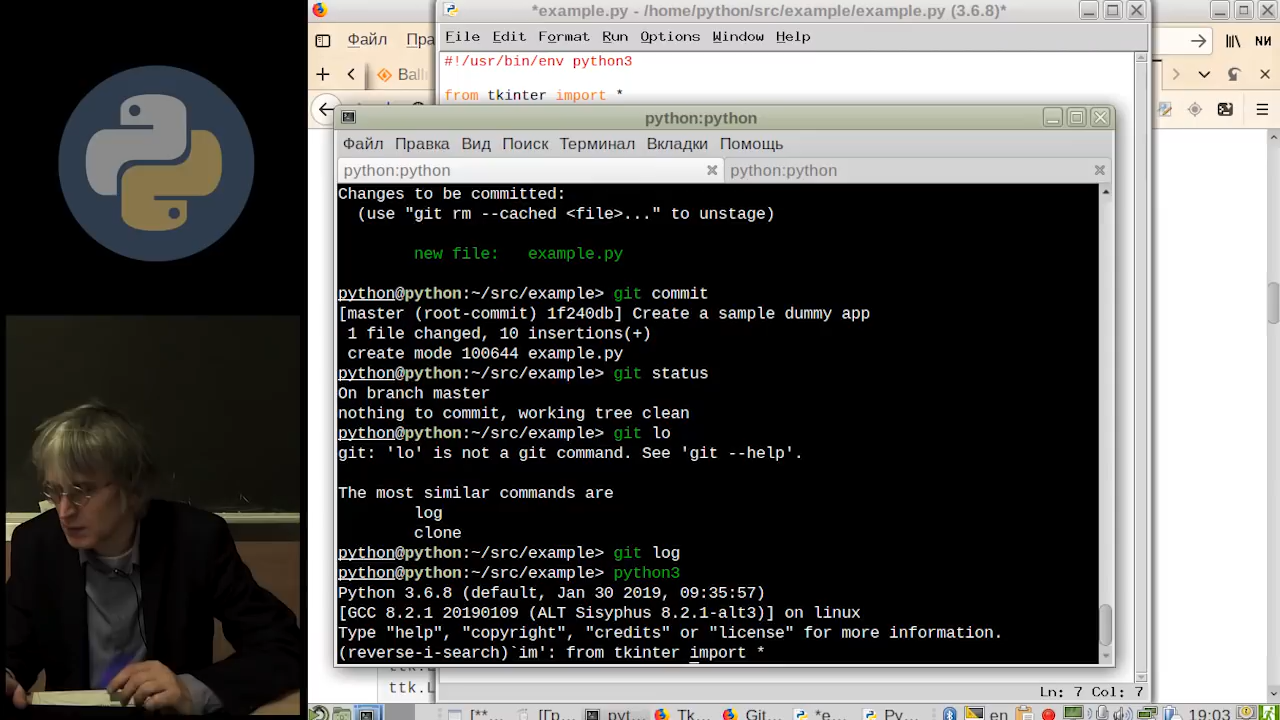 *example.py - /home/python/src/example/example.py (3.6.8)*
Файл
File Edit Format Run Options Window Help
#!/usr/bin/env python3
from tkinter import *
python:python
Файл Правка Вид Поиск Терминал Вкладки Помощь
python:python
python:python
Changes to be committed:
(use "git rm --cached <file>..." to unstage)
new file: example.py
python@python:~/src/example> git commit
[master (root-commit) 1f240db] Create a sample dummy app
1 file changed, 10 insertions(+)
create mode 100644 example.py
python@python:~/src/example> git status
On branch master
nothing to commit, working tree clean
python@python:~/src/example> git lo
git: 'lo' is not a git command. See 'git --help'.
The most similar commands are
log
clone
python@python:~/src/example> git log
python@python:~/src/example> python3
Python 3.6.8 (default, Jan 30 2019, 09:35:57)
[GCC 8.2.1 20190109 (ALT Sisyphus 8.2.1-alt3)] on linux
Type "help", "copyright", "credits" or "license" for more information.
(reverse-i-search)`im': from tkinter import *
ttk.L
Ln: 7 Col: 7
[** [Гр pyt Tk Git *e Py en 19:03